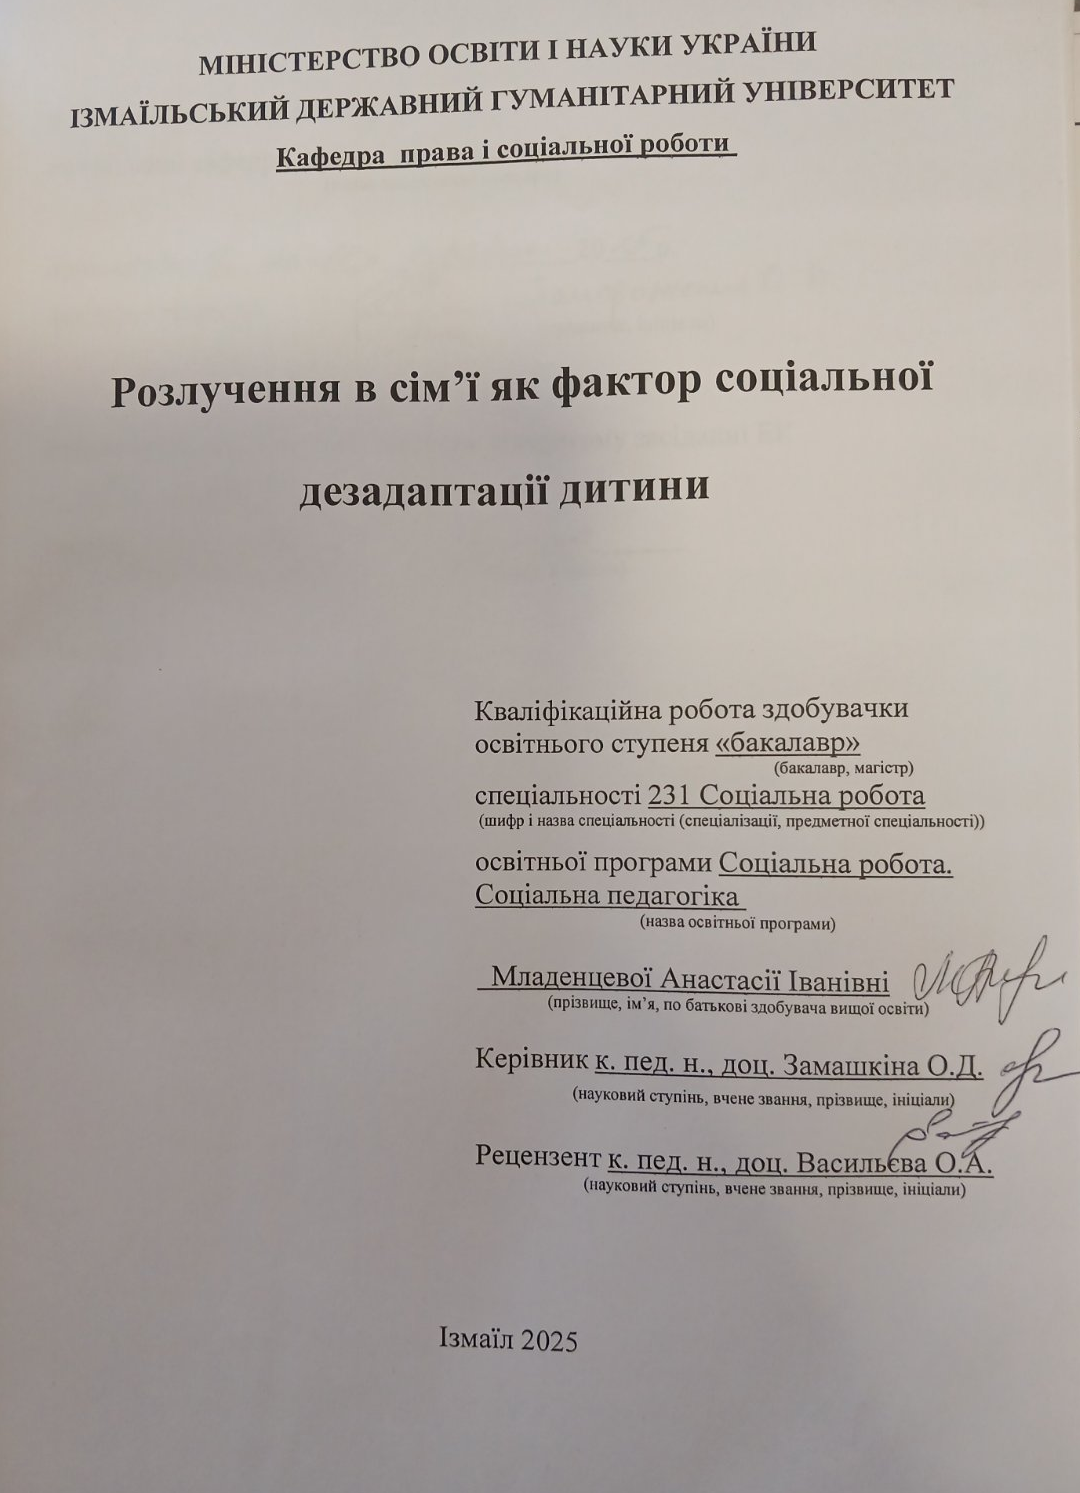 МІНІСТЕРСТВО ОСВІТИ І НАУКИ УКРАЇНИ
ІЗМАЇЛЬСЬКИЙ ДЕРЖАВНИЙ ГУМАНІТАРНИЙ УНІВЕРСИТЕТ
Кафедра права і соціальної роботи
Розлучення в сім’ї як фактор соціальної
дезадаптації дитини
Кваліфікаційна робота здобувачки
освітнього ступеня «бакалавр»
(бакалавр, магістр)
спеціальності 231 Соціальна робота
(шифр і назва спеціальності (спеціалізації, предметної спеціальності))
освітньої програми Соціальна робота.
Соціальна педагогіка
(назва освітньої програми)
Младенцевої Анастасії Іванівні
(прізвище, ім’я, по батькові здобувача вищої освіти)
Керівник к. пед. н., доц. Замашкіна О.Д.
(науковий ступінь, вчене звання, прізвище, ініціали)
Рецензент к. пед. н., доц. Васильєва О.А.
(науковий ступінь, вчене звання, прізвище, ініціали)
Ізмаїл 2025